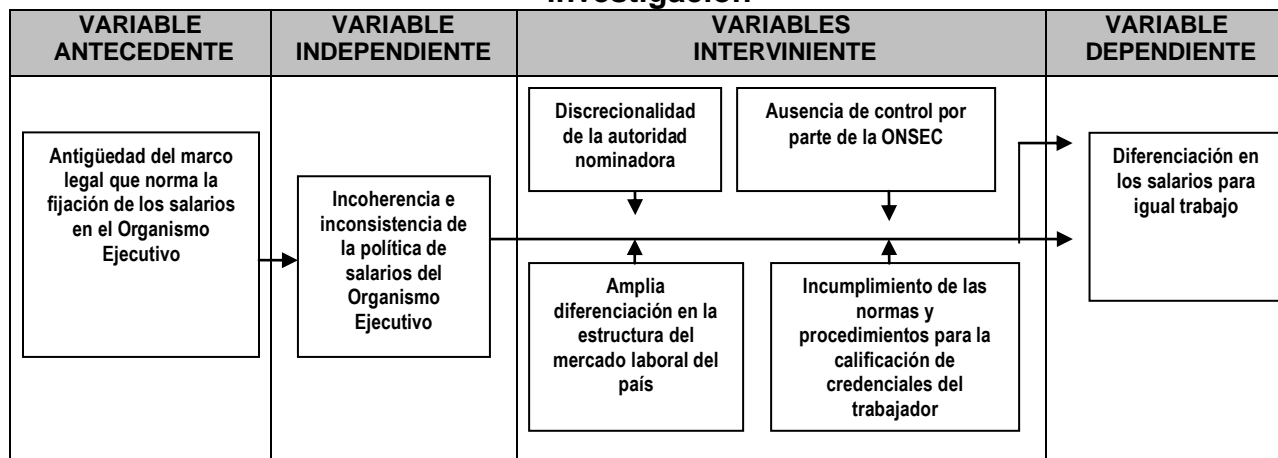 Investigación
VARIABLE
ANTECEDENTE
VARIABLE
INDEPENDIENTE
VARIABLES
INTERVINIENTE
VARIABLE
DEPENDIENTE
Antigüedad del marco
legal que norma la
fijación de los salarios
en el Organismo
Ejecutivo
Incoherencia e
inconsistencia de
la política de
salarios del
Organismo
Ejecutivo
Discrecionalidad
de la autoridad
nominadora
Ausencia de control por
parte de la ONSEC
Amplia
diferenciación en la
estructura del
mercado laboral del
país
Incumplimiento de las
normas y
procedimientos para la
calificación de
credenciales del
trabajador
Diferenciación en
los salarios para
igual trabajo